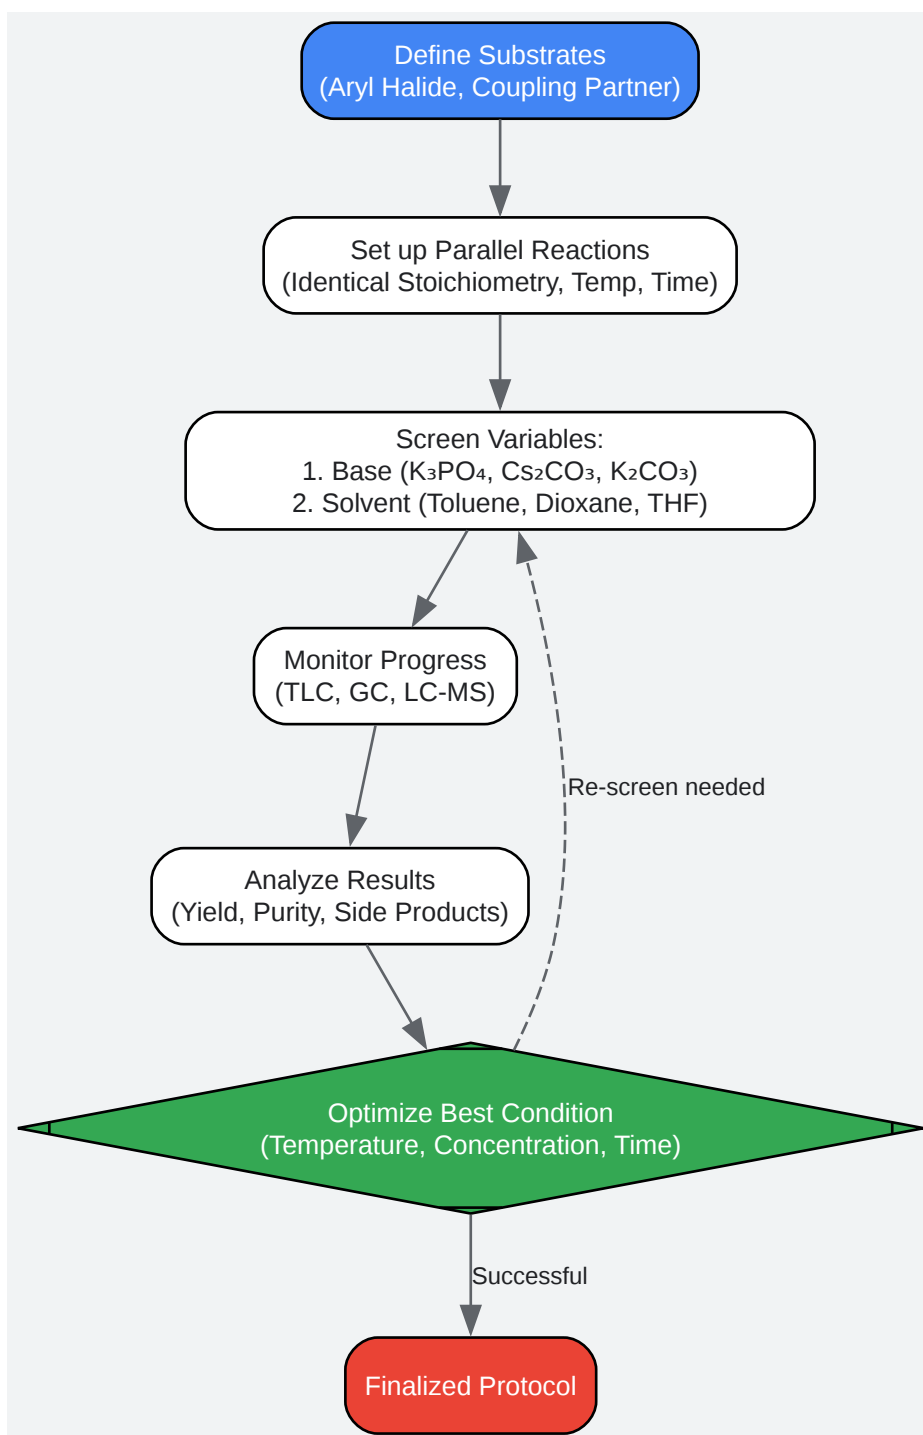 Define Substrates
(Aryl Halide, Coupling Partner)
Set up Parallel Reactions
(Identical Stoichiometry, Temp, Time)
Screen Variables:
1. Base (K₃PO₄, Cs₂CO₃, K₂CO₃)
2. Solvent (Toluene, Dioxane, THF)
Monitor Progress
(TLC, GC, LC-MS)
Re-screen needed
Analyze Results
(Yield, Purity, Side Products)
Optimize Best Condition
(Temperature, Concentration, Time)
Successful
Finalized Protocol